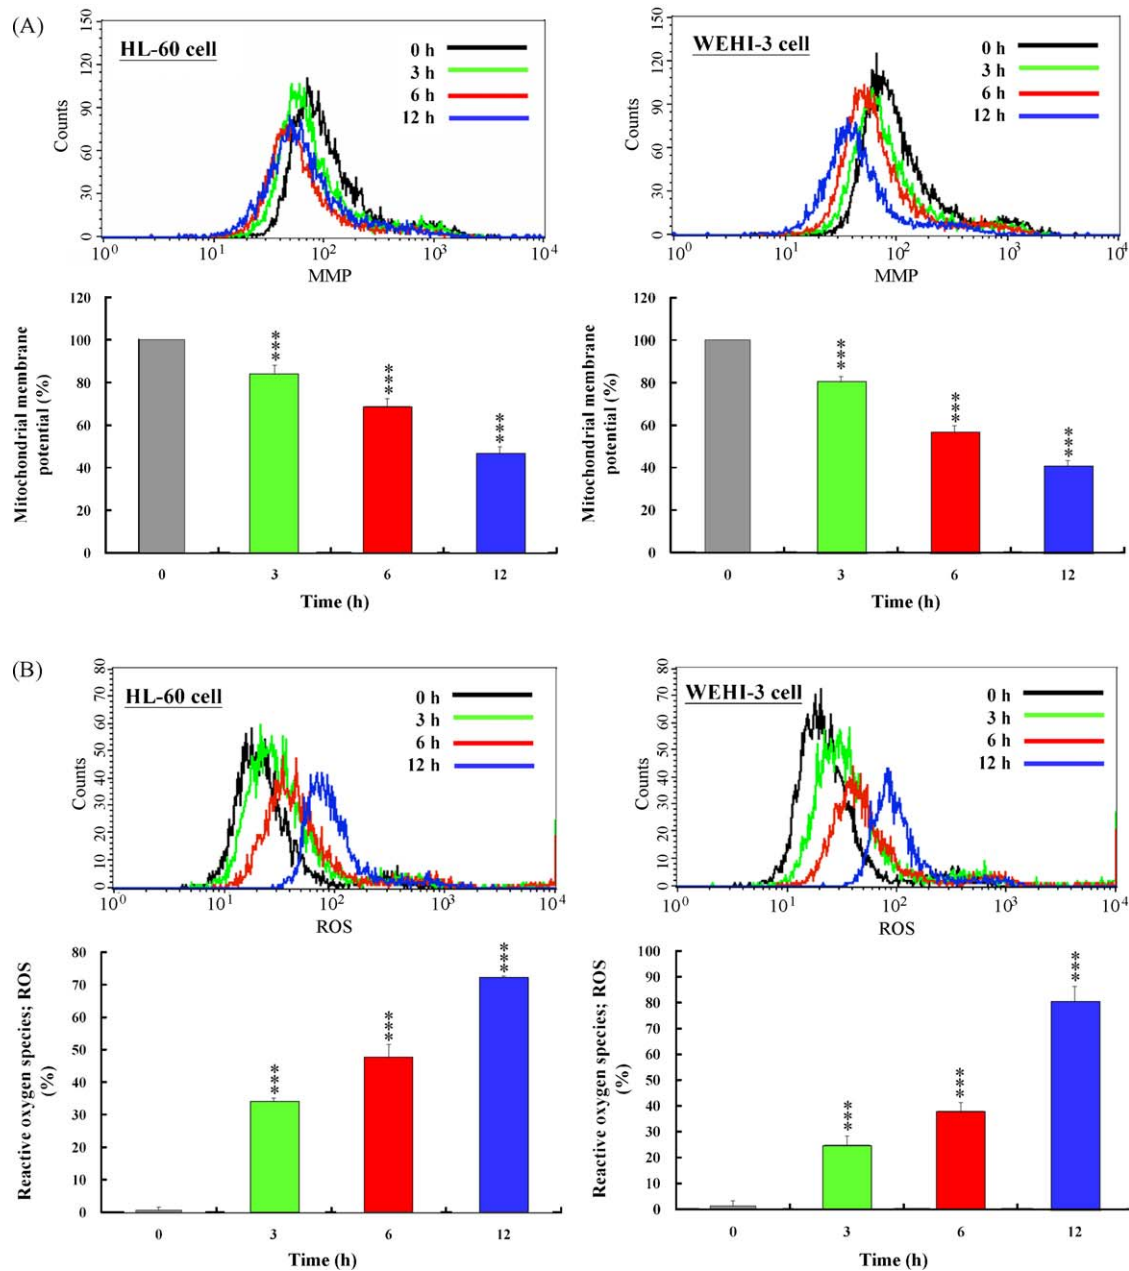 (A)
HL-60 cell
0 h
3 h
6 h
12 h
Counts
0 30 60 90 120 150
10^0 10^1 10^2 10^3 10^4
MMP
WEHI-3 cell
0 h
3 h
6 h
12 h
Counts
0 30 60 90 120 150
10^0 10^1 10^2 10^3 10^4
MMP
Mitochondrial membrane
potential (%)
120
100
80
60
40
20
0
***
***
***
0 3 6 12
Time (h)
Mitochondrial membrane
potential (%)
120
100
80
60
40
20
0
***
***
***
0 3 6 12
Time (h)
(B)
HL-60 cell
0 h
3 h
6 h
12 h
Counts
0 10 20 30 40 50 60 70 80
10^0 10^1 10^2 10^3 10^4
ROS
WEHI-3 cell
0 h
3 h
6 h
12 h
Counts
0 10 20 30 40 50 60 70 80
10^0 10^1 10^2 10^3 10^4
ROS
Reactive oxygen species; ROS
(%)
80
70
60
50
40
30
20
10
0
***
***
***
0 3 6 12
Time (h)
Reactive oxygen species; ROS
(%)
100
90
80
70
60
50
40
30
20
10
0
***
***
***
0 3 6 12
Time (h)